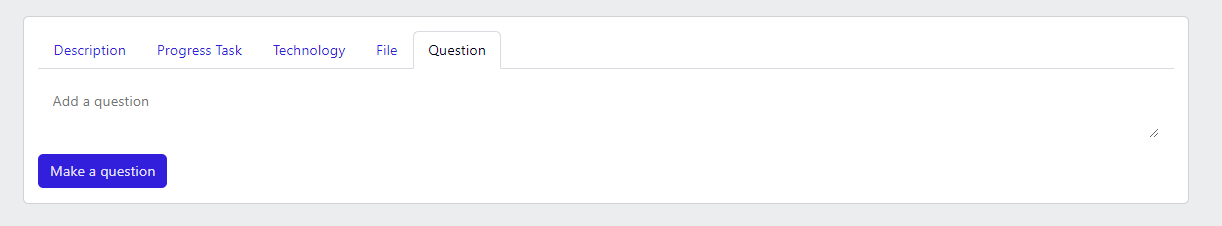 Description Progress Task Technology File Question
Add a question
Make a question